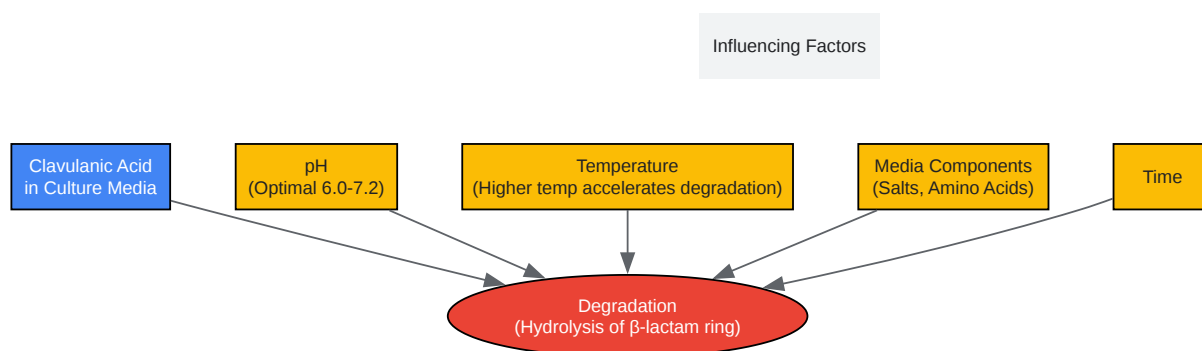 Influencing Factors
Clavulanic Acid
in Culture Media
pH
(Optimal 6.0-7.2)
Temperature
(Higher temp accelerates degradation)
Media Components
(Salts, Amino Acids)
Time
Degradation
(Hydrolysis of β-lactam ring)